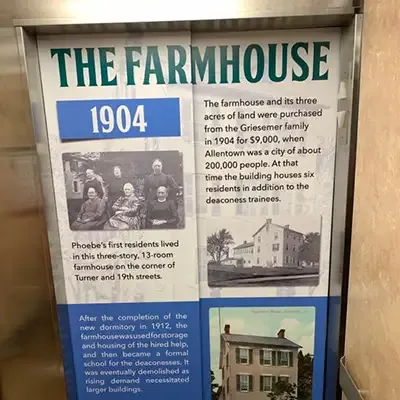 THE FARMHOUSE
1904
Phoebe's first residents lived
in this three-story, 13-room
farmhouse on the corner of
Turner and 19th streets.
After the completion of the
new dormitory in 1912, the
farmhouse was used for storage
and housing of the hired help,
and then became a formal
school for the deaconesses. It
was eventually demolished as
rising demand necessitated
larger buildings.
The farmhouse and its three
acres of land were purchased
from the Griesemer family
in 1904 for $9,000, when
Allentown was a city of about
200,000 people. At that
time the building houses six
residents in addition to the
deaconess trainees.